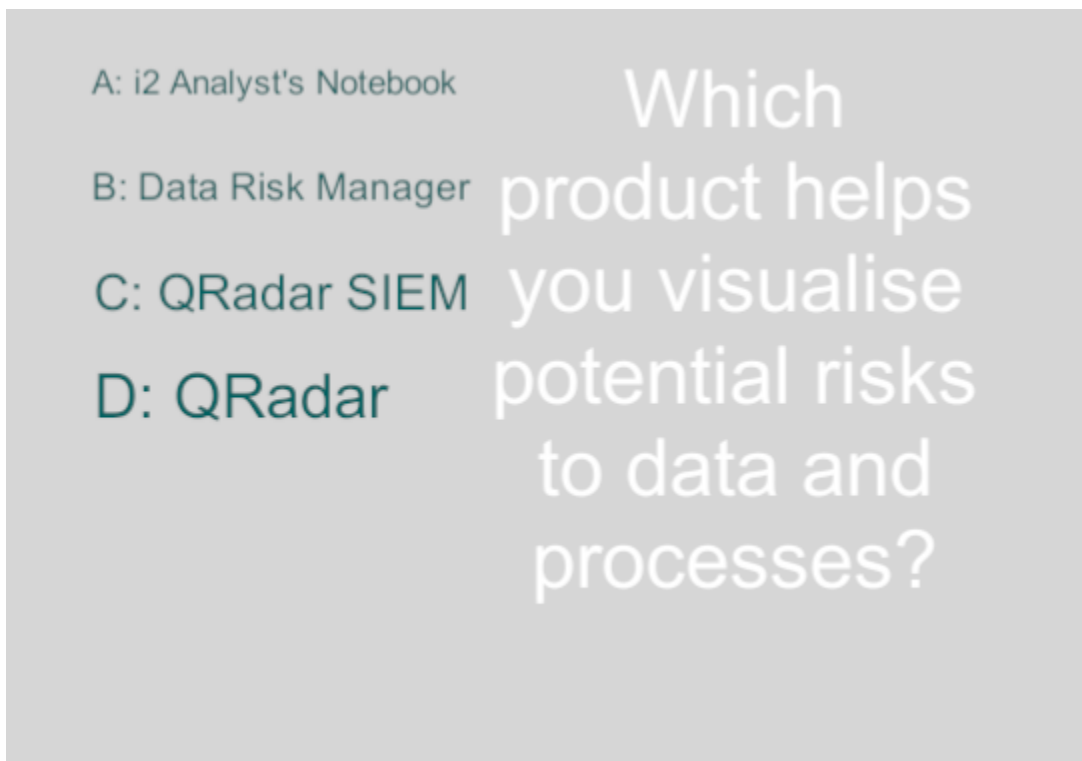 A: i2 Analyst's Notebook
B: Data Risk Manager
C: QRadar SIEM
D: QRadar
Which
product helps
you visualise
potential risks
to data and
processes?